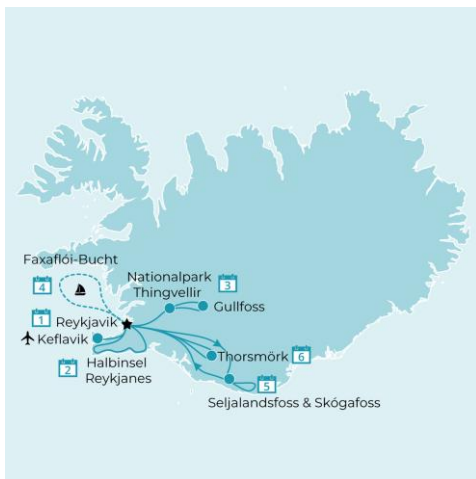 Faxaflói-Bucht
4
Nationalpark
Thingvellir
3
Gullfoss
1
Reykjavik
Keflavik
2
Halbinsel
Reykjanes
Thorsmörk
6
5
Seljalandsfoss & Skógafoss